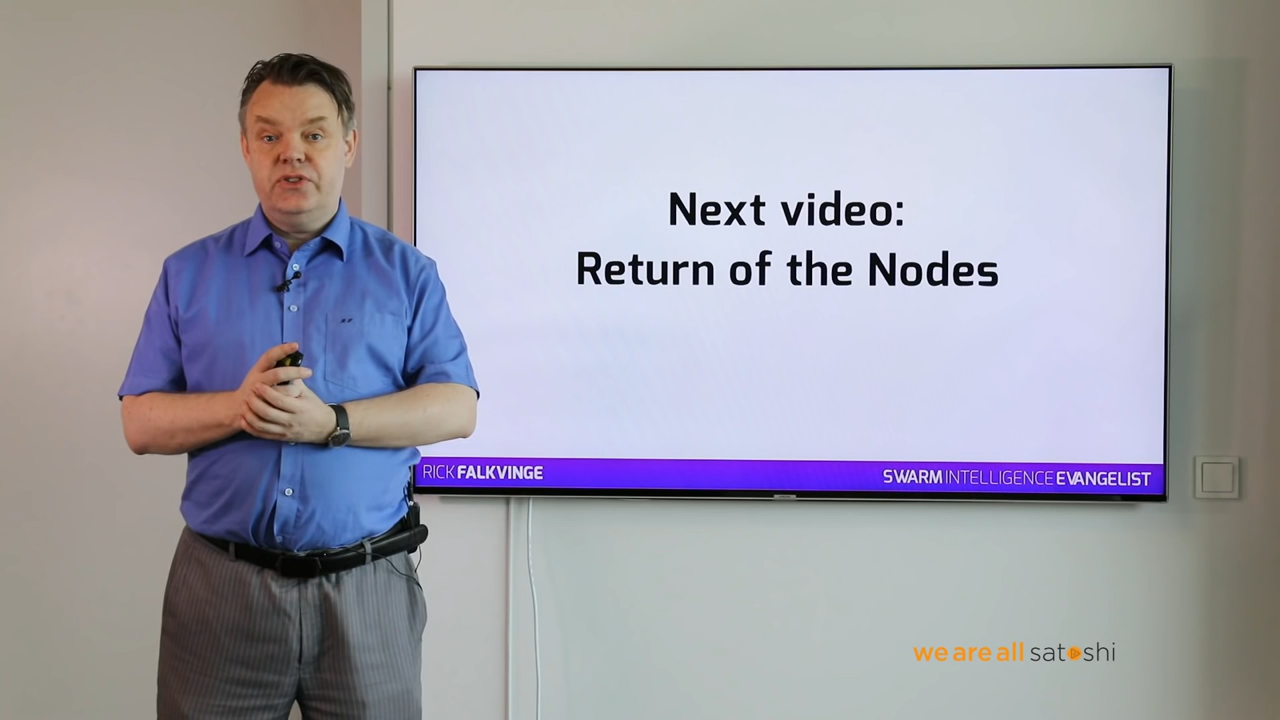 Next video:
Return of the Nodes
RICK FALKVINGE
SWARM INTELLIGENCE EVANGELIST
we are all satoshi